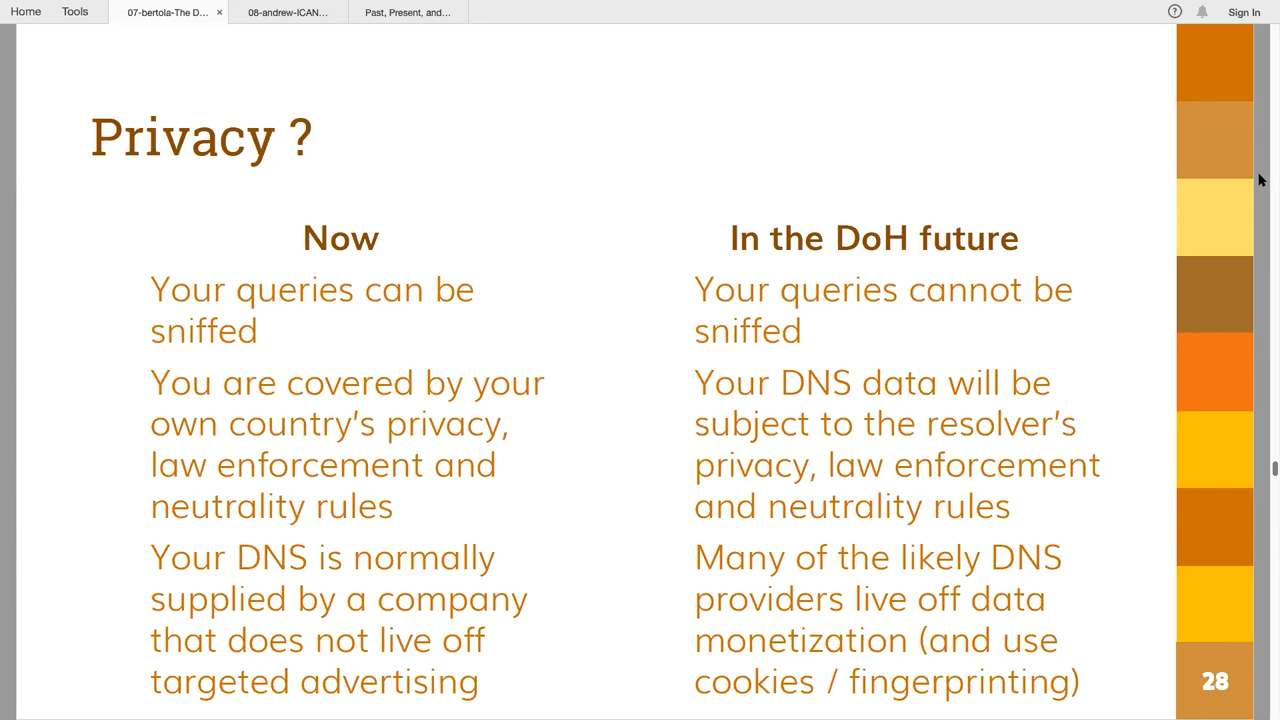 Home Tools 07-bertola-The D... × 08-andrew-ICAN... Past, Present, and... ? Sign In
Privacy ?
Now
Your queries can be
sniffed
You are covered by your
own country’s privacy,
law enforcement and
neutrality rules
Your DNS is normally
supplied by a company
that does not live off
targeted advertising
In the DoH future
Your queries cannot be
sniffed
Your DNS data will be
subject to the resolver’s
privacy, law enforcement
and neutrality rules
Many of the likely DNS
providers live off data
monetization (and use
cookies / fingerprinting)
28